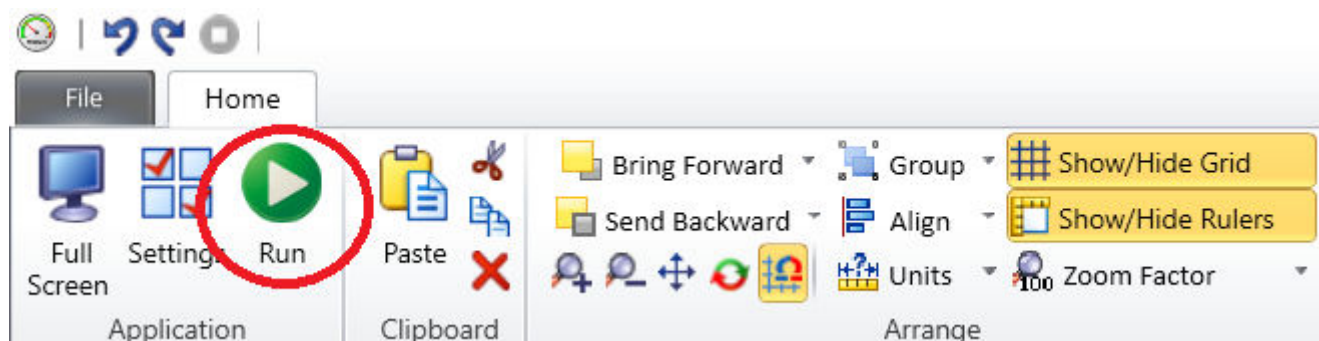 File Home
Bring Forward Group Show/Hide Grid
Send Backward Align Show/Hide Rulers
Full Screen
Settings
Run
Paste
Units
100 Zoom Factor
Application
Clipboard
Arrange